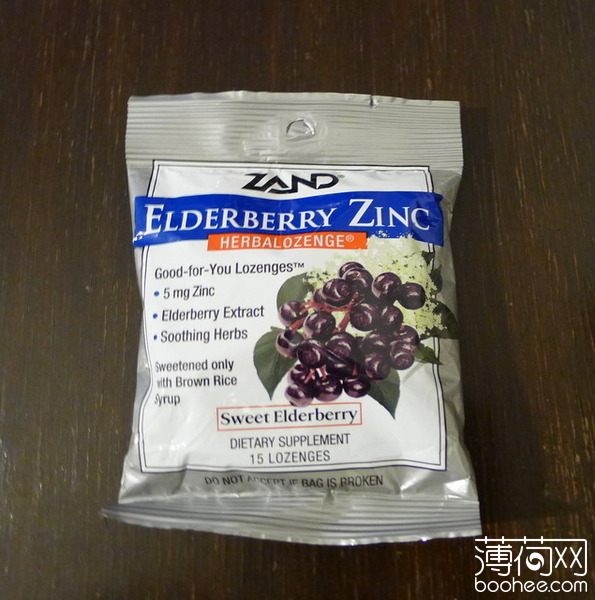 ZAND®
ELDERBERRY ZINC
HERBALOZENGE®
Good-for-You Lozenges™
• 5 mg Zinc
• Elderberry Extract
• Soothing Herbs
Sweetened only
with Brown Rice
Syrup
Sweet Elderberry
DIETARY SUPPLEMENT
15 LOZENGES
DO NOT ACCEPT IF BAG IS BROKEN
薄荷网
boohee.com